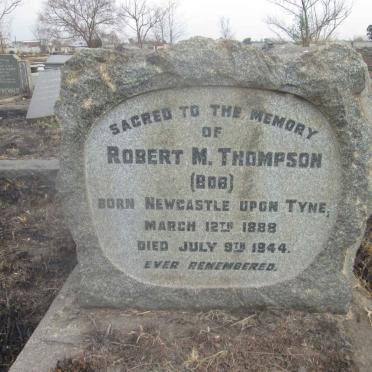 SACRED TO THE MEMORY
OF
ROBERT M. THOMPSON
(BOB)
BORN NEWCASTLE UPON TYNE,
MARCH 12TH 1888
DIED JULY 9TH 1944.
EVER REMEMBERED.